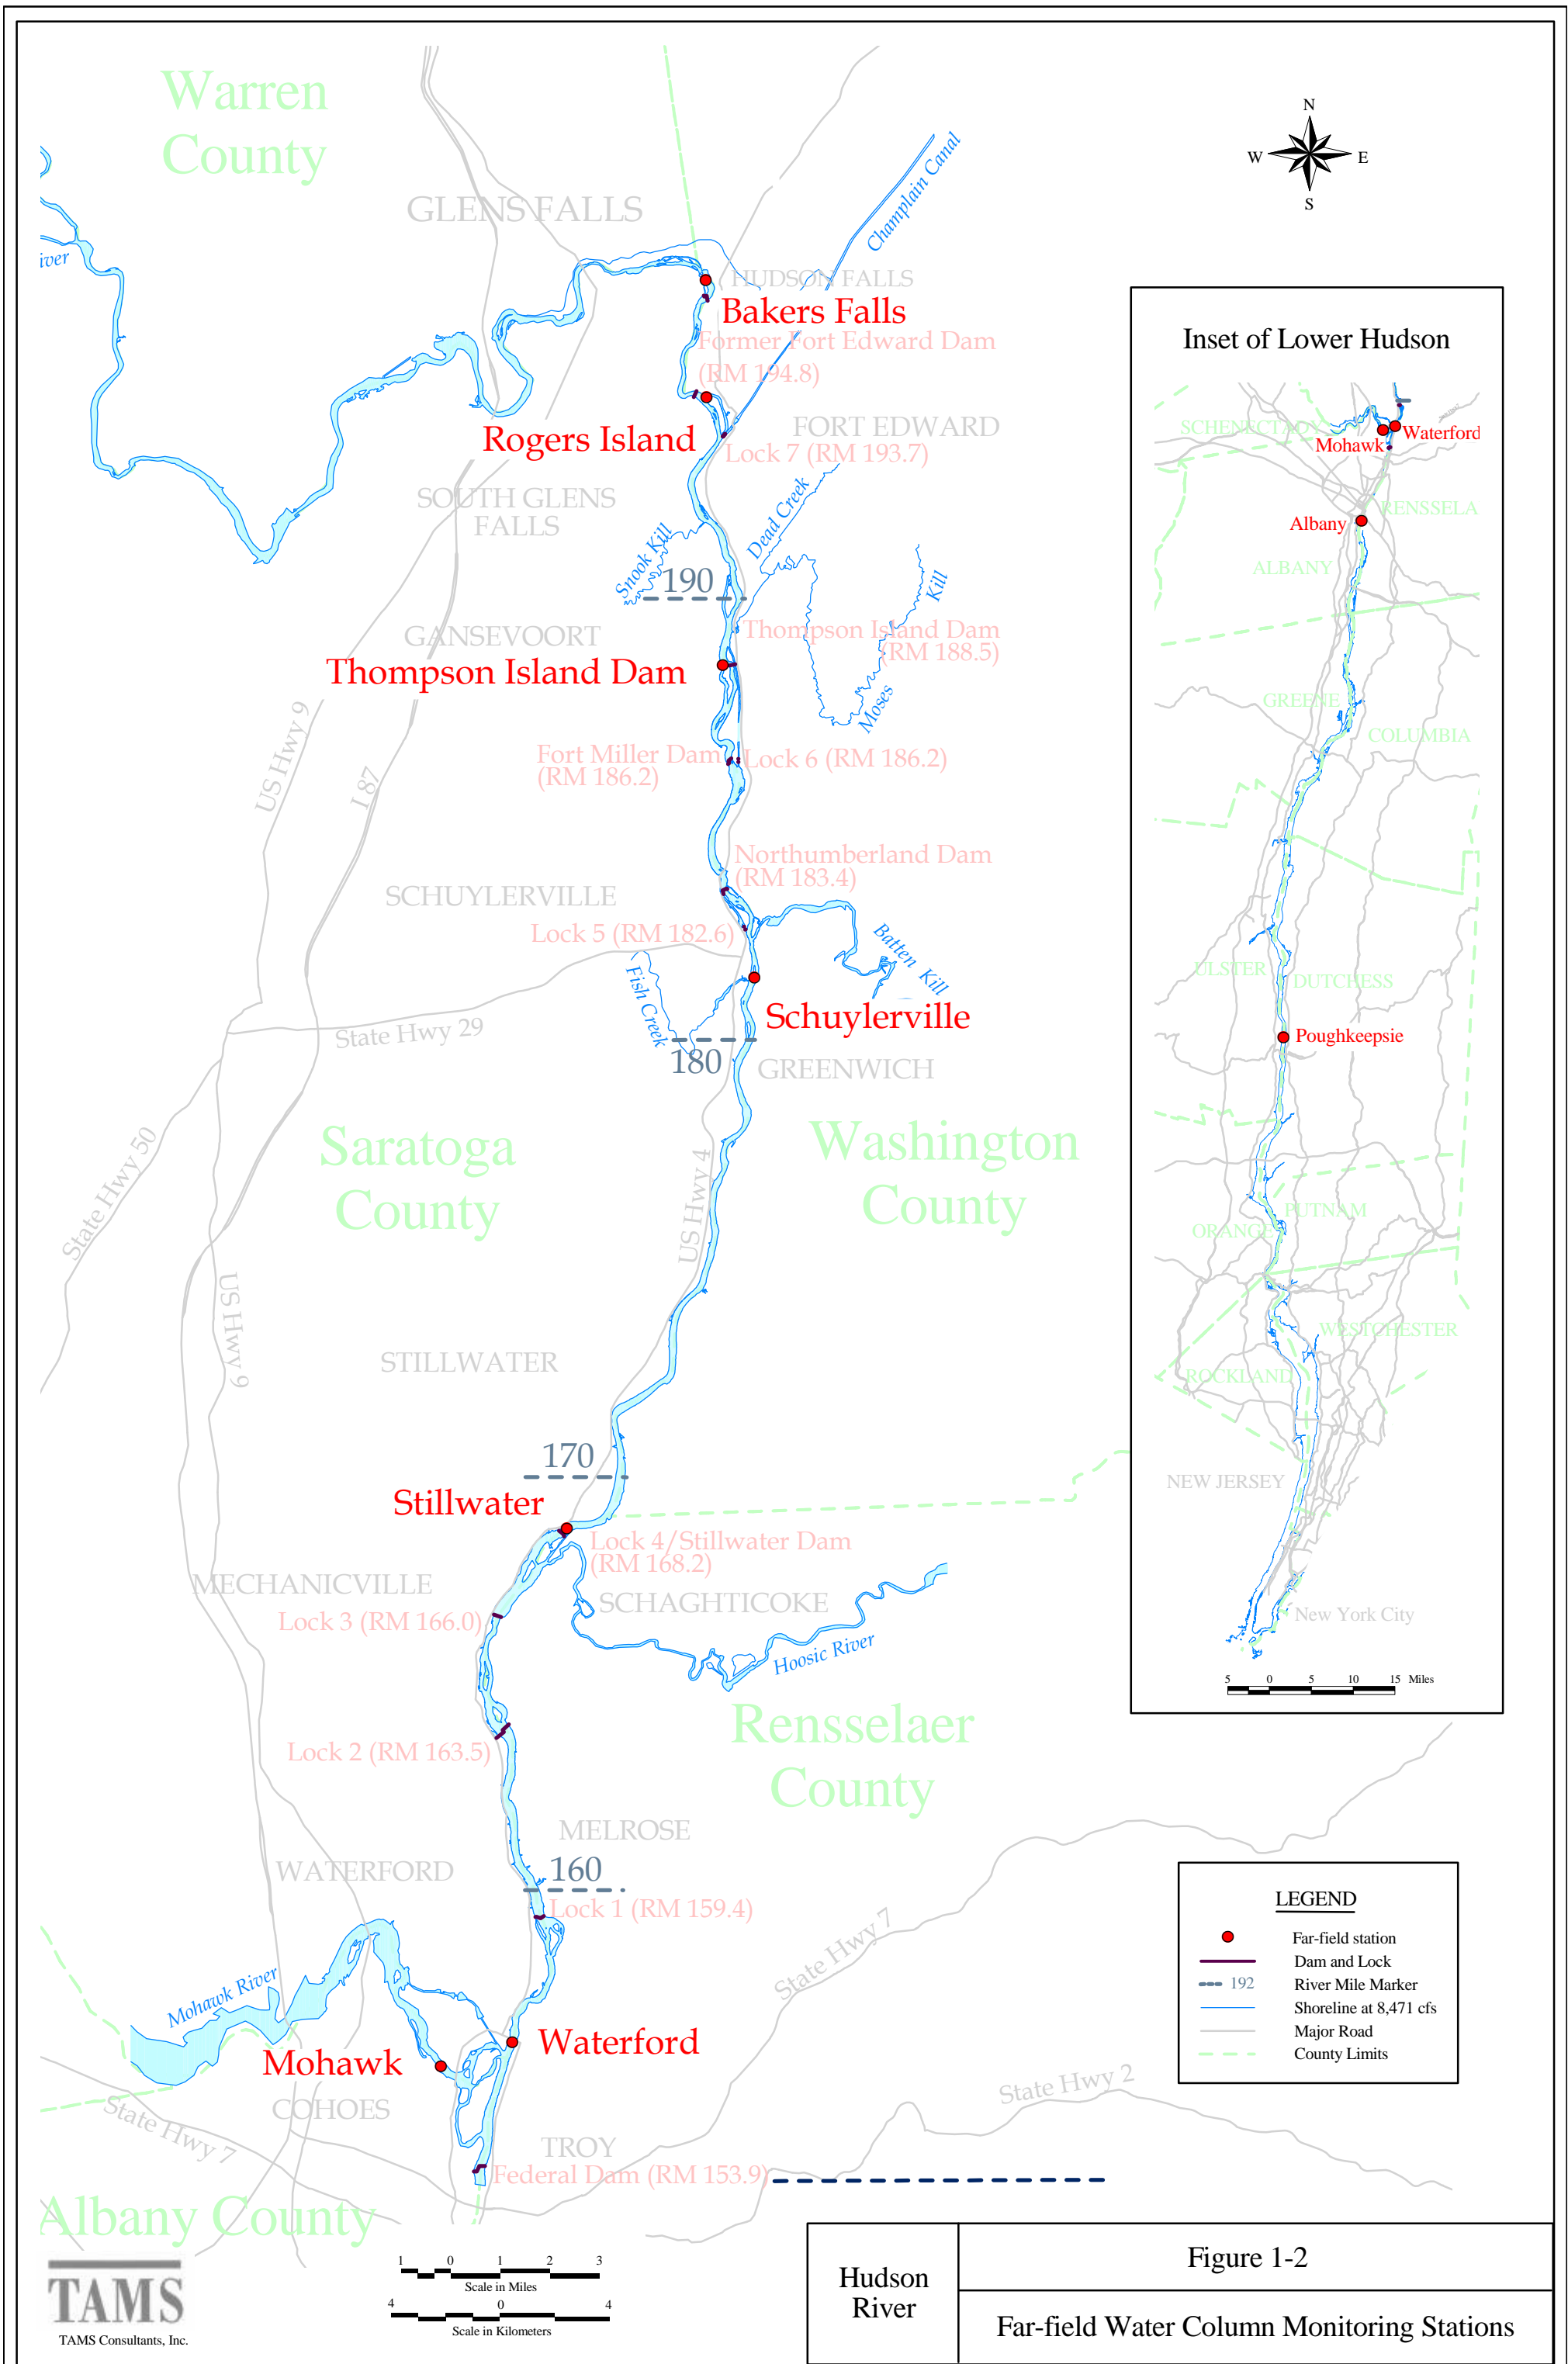 Warren
County
N
W
E
S
Champlain Canal
GLENS FALLS
iver
HUDSON FALLS
Bakers Falls
Former Fort Edward Dam
(RM 194.8)
Rogers Island
FORT EDWARD
Lock 7 (RM 193.7)
SOUTH GLENS
FALLS
Dead Creek
Snook Kill
190
Kill
Moses
GANSEVOORT
Thompson Island Dam
(RM 188.5)
Thompson Island Dam
US Hwy 9
I 87
Fort Miller Dam
(RM 186.2)
Lock 6 (RM 186.2)
Northumberland Dam
(RM 183.4)
SCHUYLERVILLE
Lock 5 (RM 182.6)
Batten Kill
Fish Creek
Schuylerville
State Hwy 29
180
GREENWICH
Saratoga
County
Washington
County
State Hwy 50
US Hwy 4
US Hwy 9
STILLWATER
170
Stillwater
Lock 4/Stillwater Dam
(RM 168.2)
MECHANICVILLE
SCHAGHTICOKE
Lock 3 (RM 166.0)
Hoosic River
Rensselaer
County
Lock 2 (RM 163.5)
MELROSE
WATERFORD
160
Lock 1 (RM 159.4)
State Hwy 7
Mohawk River
Waterford
Mohawk
COHOES
State Hwy 2
State Hwy 7
TROY
Federal Dam (RM 153.9)
Albany County
Inset of Lower Hudson
SCHENECTADY
Waterford
Mohawk
RENSSELA
Albany
ALBANY
GREENE
COLUMBIA
ULSTER
DUTCHESS
Poughkeepsie
PUTNAM
ORANGE
WESTCHESTER
ROCKLAND
NEW JERSEY
New York City
5 0 5 10 15 Miles
LEGEND
Far-field station
Dam and Lock
192 River Mile Marker
Shoreline at 8,471 cfs
Major Road
County Limits
TAMS
TAMS Consultants, Inc.
1 0 1 2 3
Scale in Miles
4 0 4
Scale in Kilometers
Hudson
River
Figure 1-2
Far-field Water Column Monitoring Stations